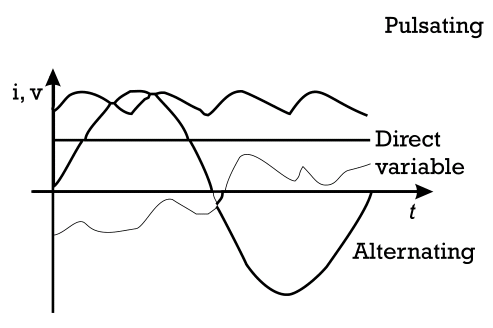 Pulsating
i, v
Direct
variable
t
Alternating